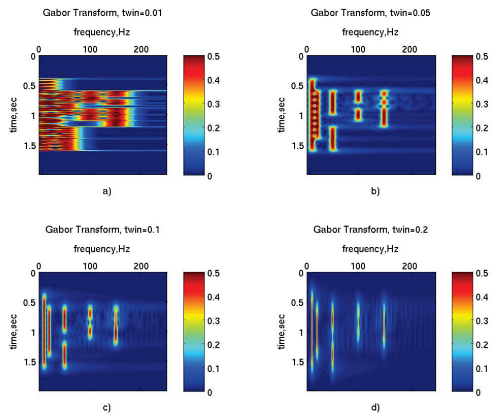 Gabor Transform, twin=0.01
frequency,Hz
0 100 200
0
0.5
1
1.5
time,sec
0.5
0.4
0.3
0.2
0.1
0
a)
Gabor Transform, twin=0.05
frequency,Hz
0 100 200
0
0.5
1
1.5
time,sec
0.5
0.4
0.3
0.2
0.1
0
b)
Gabor Transform, twin=0.1
frequency,Hz
0 100 200
0
0.5
1
1.5
time,sec
0.5
0.4
0.3
0.2
0.1
0
c)
Gabor Transform, twin=0.2
frequency,Hz
0 100 200
0
0.5
1
1.5
time,sec
0.5
0.4
0.3
0.2
0.1
0
d)